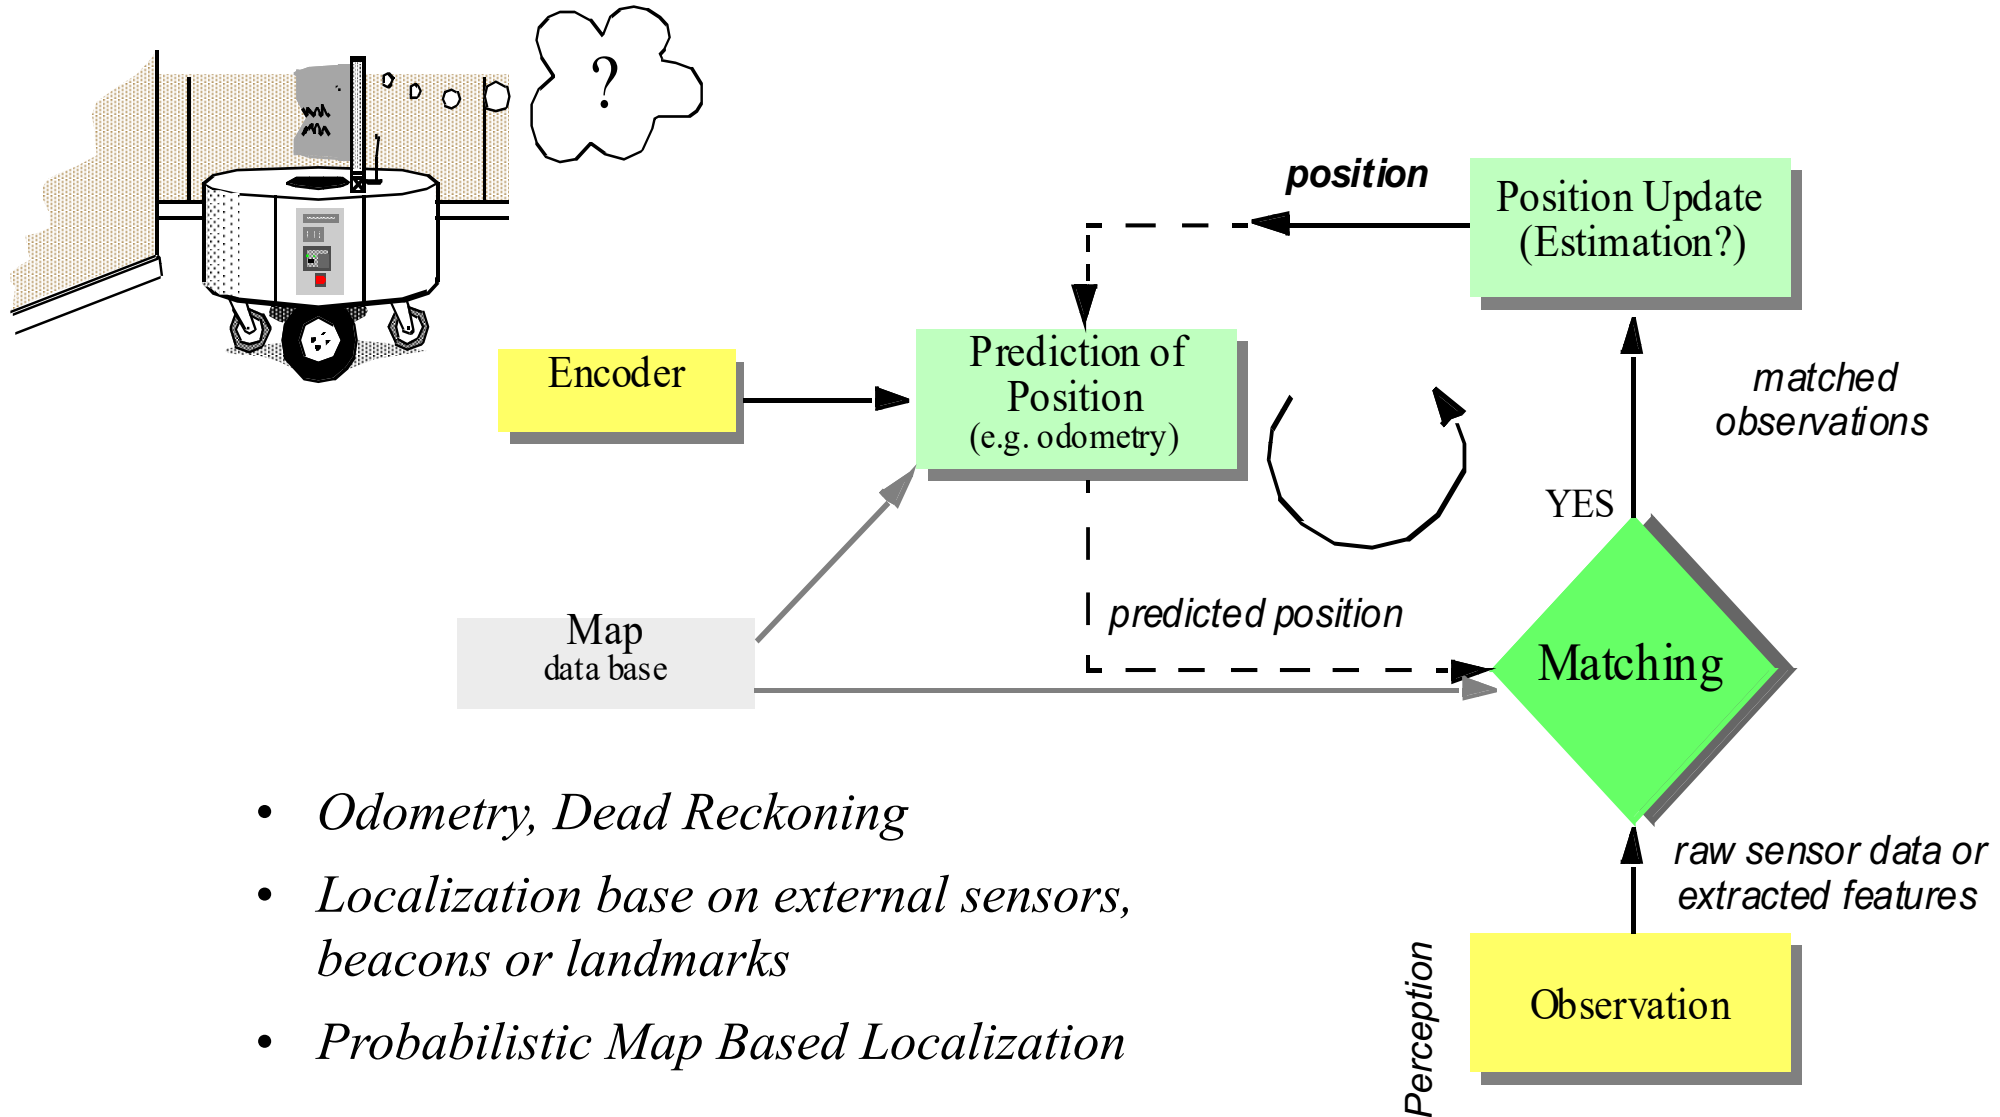 ?
position
Position Update
(Estimation?)
Encoder
Prediction of
Position
(e.g. odometry)
matched
observations
YES
predicted position
Map
data base
Matching
• Odometry, Dead Reckoning
• Localization base on external sensors,
beacons or landmarks
• Probabilistic Map Based Localization
raw sensor data or
extracted features
Perception
Observation